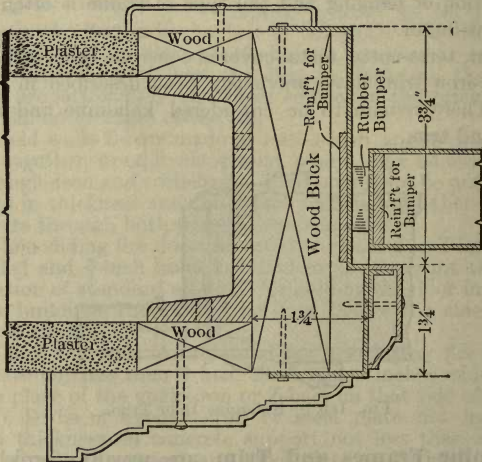 Plaster
Wood
Rein'f't for
Bumper
Rubber
Bumper
3¾"
Wood Buck
Rein'f't for
Bumper
1¾"
Wood
Plaster
1¾"